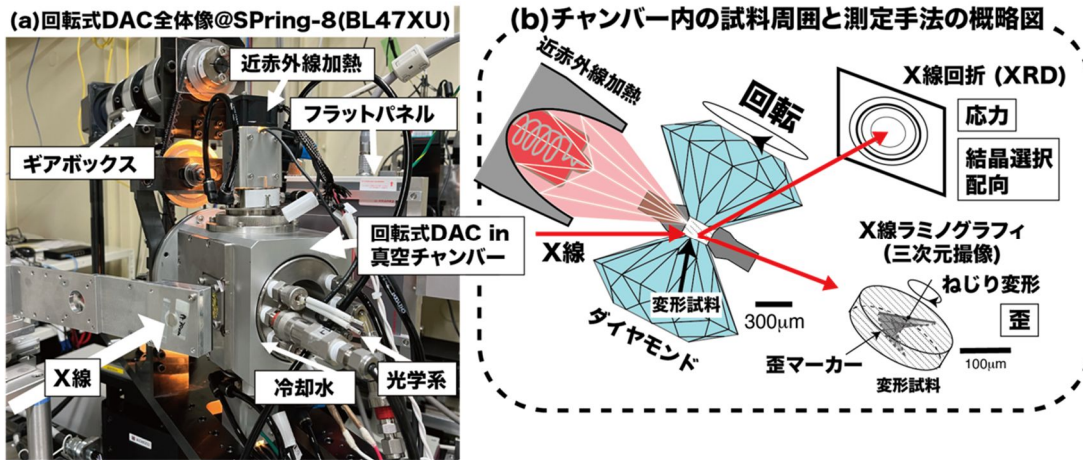 (a)回転式DAC全体像@SPring-8(BL47XU)
近赤外線加熱
フラットパネル
ギアボックス
回転式DAC in
真空チャンバー
X線
冷却水
光学系
(b)チャンバー内の試料周囲と測定手法の概略図
近赤外線加熱
回転
X線回折 (XRD)
応力
結晶選択
配向
X線
変形試料
ダイヤモンド
300μm
X線ラミノグラフィ
(三次元撮像)
ねじり変形
歪
歪マーカー
100μm
変形試料